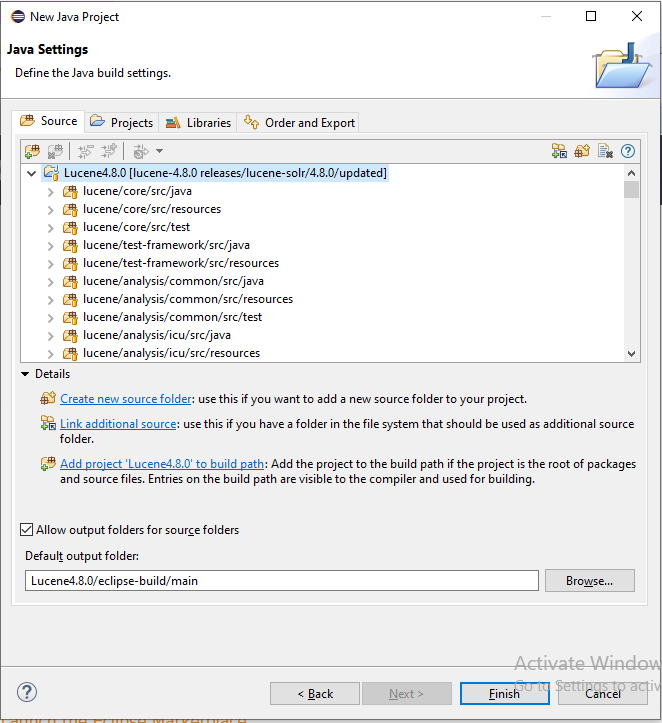 New Java Project
Java Settings
Define the Java build settings.
Source Projects Libraries Order and Export
Lucene4.8.0 [lucene-4.8.0 releases/lucene-solr/4.8.0/updated]
lucene/core/src/java
lucene/core/src/resources
lucene/core/src/test
lucene/test-framework/src/java
lucene/test-framework/src/resources
lucene/analysis/common/src/java
lucene/analysis/common/src/resources
lucene/analysis/common/src/test
lucene/analysis/icu/src/java
lucene/analysis/icu/src/resources
Details
Create new source folder: use this if you want to add a new source folder to your project.
Link additional source: use this if you have a folder in the file system that should be used as additional source
folder.
Add project 'Lucene4.8.0' to build path: Add the project to the build path if the project is the root of packages
and source files. Entries on the build path are visible to the compiler and used for building.
Allow output folders for source folders
Default output folder:
Lucene4.8.0/eclipse-build/main Browse...
Activate Window
Go to Settings to activ
< Back Next > Finish Cancel
Launch the Eclipse Marketplace